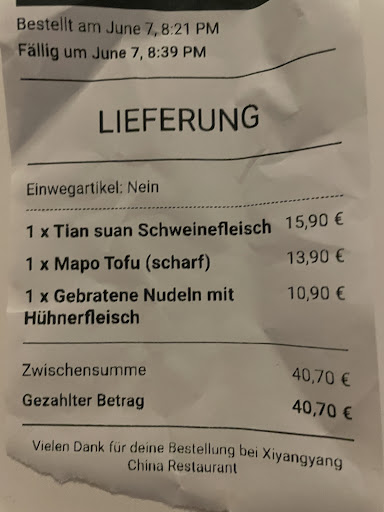 Bestellt am June 7, 8:21 PM
Fällig um June 7, 8:39 PM
LIEFERUNG
Einwegartikel: Nein
1 x Tian suan Schweinefleisch 15,90 €
1 x Mapo Tofu (scharf) 13,90 €
1 x Gebratene Nudeln mit 10,90 €
Hühnerfleisch
Zwischensumme 40,70 €
Gezahlter Betrag 40,70 €
Vielen Dank für deine Bestellung bei Xiyangyang
China Restaurant